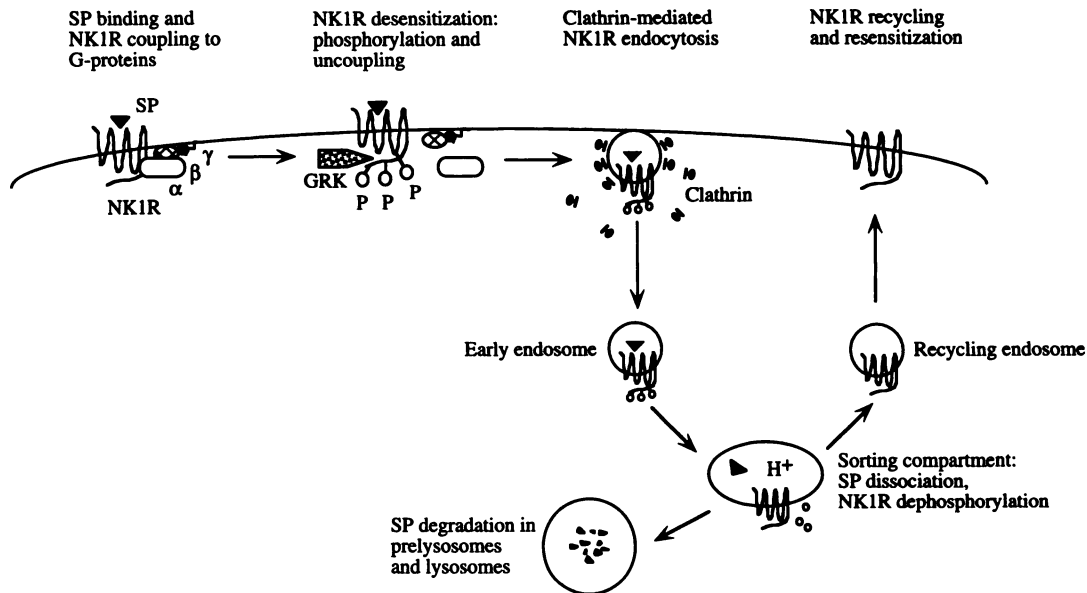 SP binding and
NK1R coupling to
G-proteins
NK1R desensitization:
phosphorylation and
uncoupling
Clathrin-mediated
NK1R endocytosis
NK1R recycling
and resensitization
SP
γ
β
α
NK1R
GRK
P
P
P
Clathrin
Early endosome
Recycling endosome
H+
Sorting compartment:
SP dissociation,
NK1R dephosphorylation
SP degradation in
prelysosomes
and lysosomes